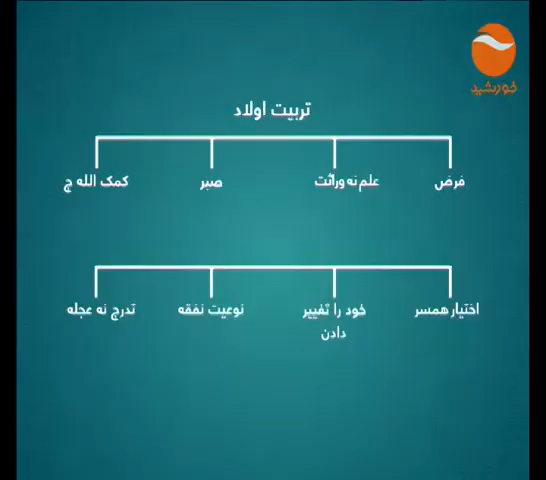 خورشید
تربیت اولاد
فرض
علم نه وراثت
صبر
کمک الله ج
اختیار همسر
خود را تغییر
دادن
نوعیت نفقه
تدرج نه عجله